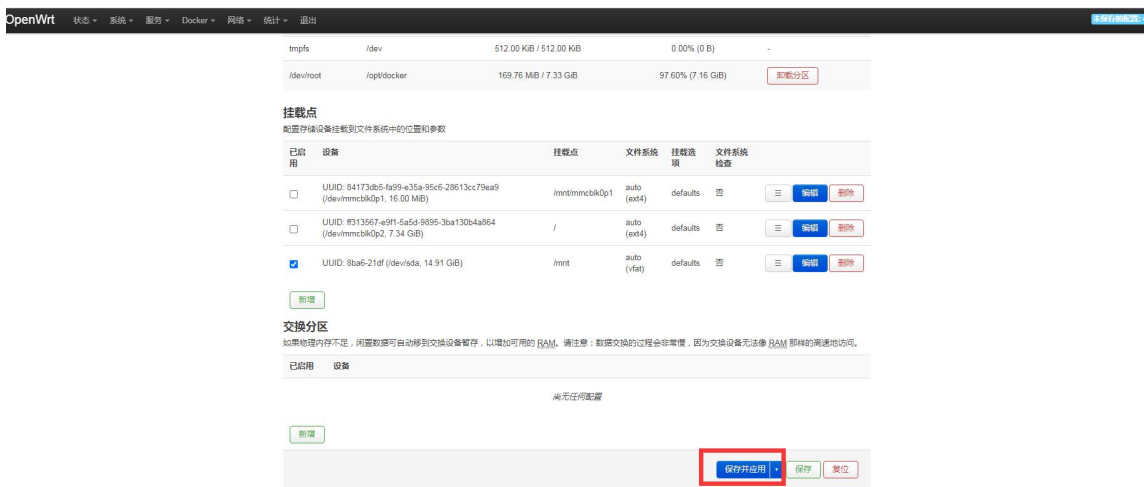 OpenWrt 状态 系统 服务 Docker 网络 统计 退出 未保存的配置:
tmpfs /dev 512.00 KiB / 512.00 KiB 0.00% (0 B) -
/dev/root /opt/docker 169.76 MiB / 7.33 GiB 97.60% (7.16 GiB) 卸载分区
挂载点
配置存储设备挂载到文件系统中的位置和参数
已启用 设备 挂载点 文件系统 挂载选项 文件系统检查
UUID: 84173db5-fa99-e35a-95c6-28613cc79ea9
(/dev/mmcblk0p1, 16.00 MiB) /mnt/mmcblk0p1 auto (ext4) defaults 否 ☰ 编辑 删除
UUID: ff313567-e9f1-5a5d-9895-3ba130b4a864
(/dev/mmcblk0p2, 7.34 GiB) / auto (ext4) defaults 否 ☰ 编辑 删除
UUID: 8ba6-21df (/dev/sda, 14.91 GiB) /mnt auto (vfat) defaults 否 ☰ 编辑 删除
新增
交换分区
如果物理内存不足，闲置数据可自动移到交换设备暂存，以增加可用的 RAM。请注意：数据交换的过程会非常慢，因为交换设备无法像 RAM 那样的高速地访问。
已启用 设备
尚无任何配置
新增
保存并应用 保存 复位